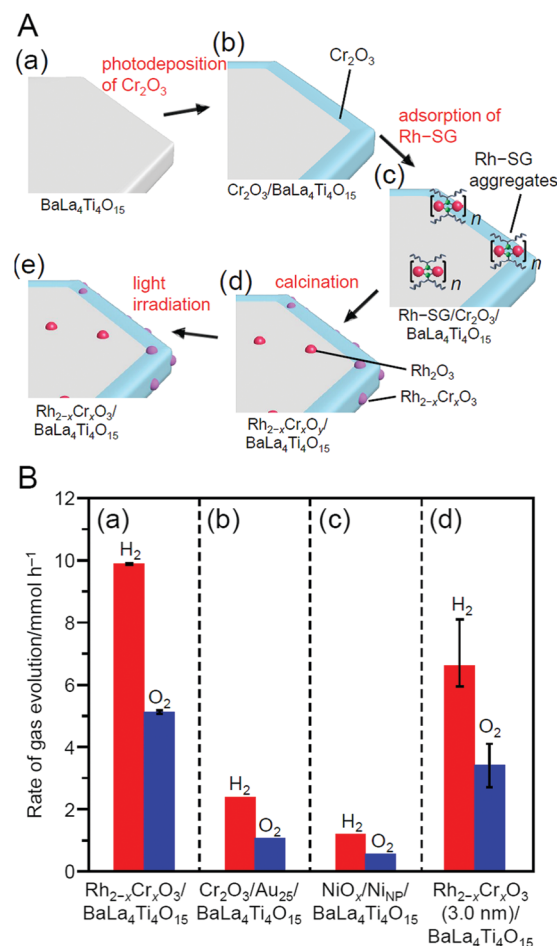 A
(a)
photodeposition
of Cr2O3
(b)
Cr2O3
BaLa4Ti4O15
Cr2O3/BaLa4Ti4O15
adsorption of
Rh−SG
Rh−SG
aggregates
(c)
n
n
n
Rh−SG/Cr2O3/
BaLa4Ti4O15
(e)
light
irradiation
(d)
calcination
Rh2O3
Rh2−xCrxO3
Rh2−xCrxO3/
BaLa4Ti4O15
Rh2−xCrxOy/
BaLa4Ti4O15
B
Rate of gas evolution/mmol h−1
12
10
8
6
4
2
0
(a)
H2
O2
(b)
H2
O2
(c)
H2
O2
(d)
H2
O2
Rh2−xCrxO3/
BaLa4Ti4O15
Cr2O3/Au25/
BaLa4Ti4O15
NiOx/NiNP/
BaLa4Ti4O15
Rh2−xCrxO3
(3.0 nm)/
BaLa4Ti4O15